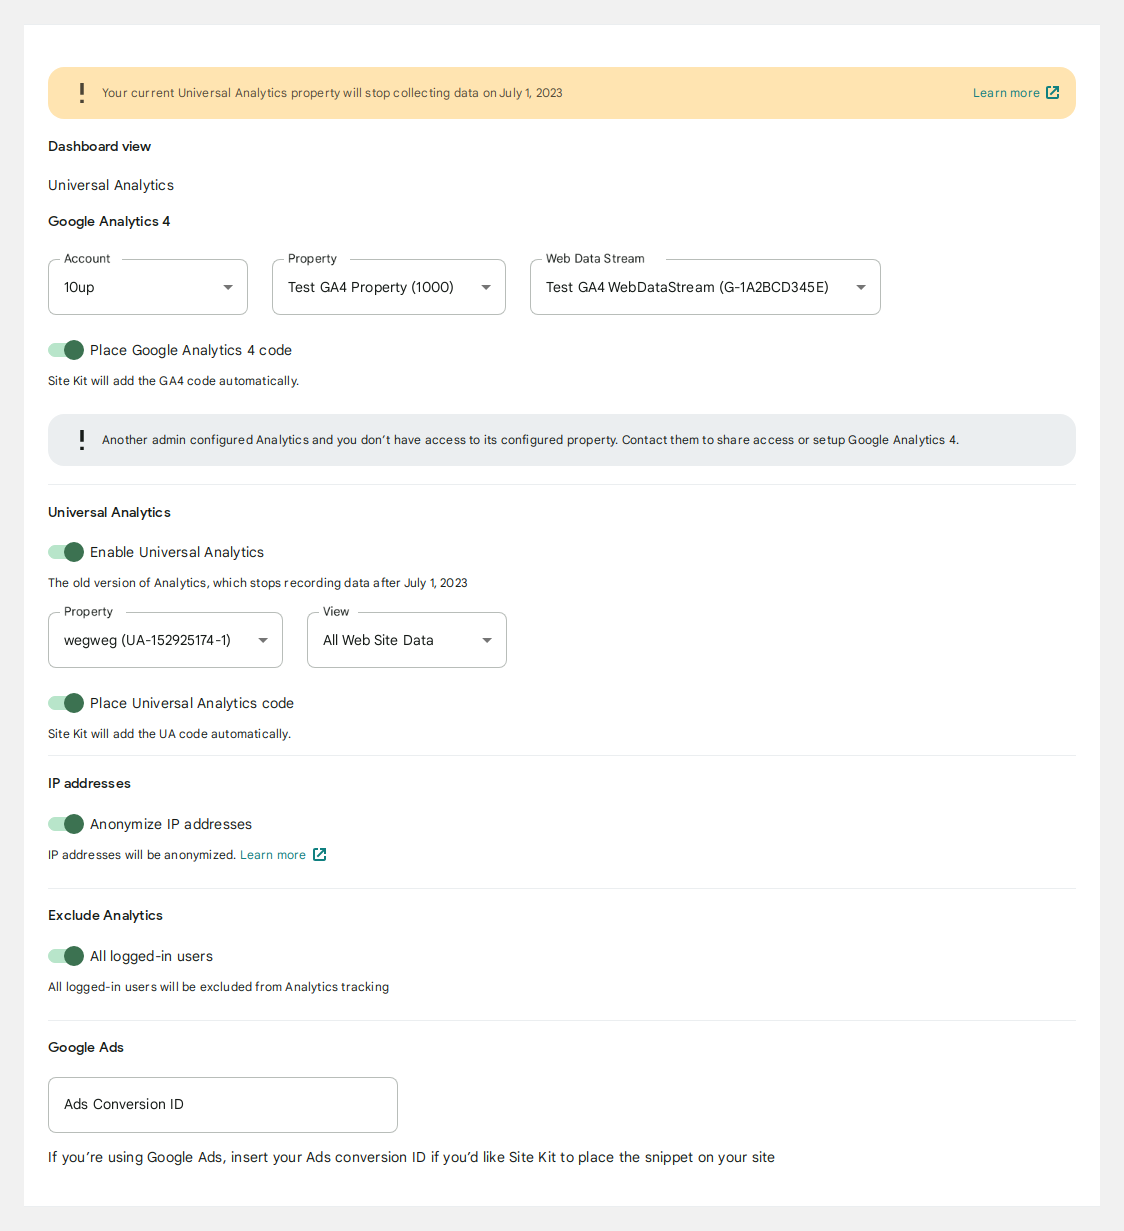 Your current Universal Analytics property will stop collecting data on July 1, 2023 Learn more
Dashboard view
Universal Analytics
Google Analytics 4
Account Property Web Data Stream
10up Test GA4 Property (1000) Test GA4 WebDataStream (G-1A2BCD345E)
Place Google Analytics 4 code
Site Kit will add the GA4 code automatically.
Another admin configured Analytics and you don’t have access to its configured property. Contact them to share access or setup Google Analytics 4.
Universal Analytics
Enable Universal Analytics
The old version of Analytics, which stops recording data after July 1, 2023
Property View
wegweg (UA-152925174-1) All Web Site Data
Place Universal Analytics code
Site Kit will add the UA code automatically.
IP addresses
Anonymize IP addresses
IP addresses will be anonymized. Learn more
Exclude Analytics
All logged-in users
All logged-in users will be excluded from Analytics tracking
Google Ads
Ads Conversion ID
If you’re using Google Ads, insert your Ads conversion ID if you’d like Site Kit to place the snippet on your site